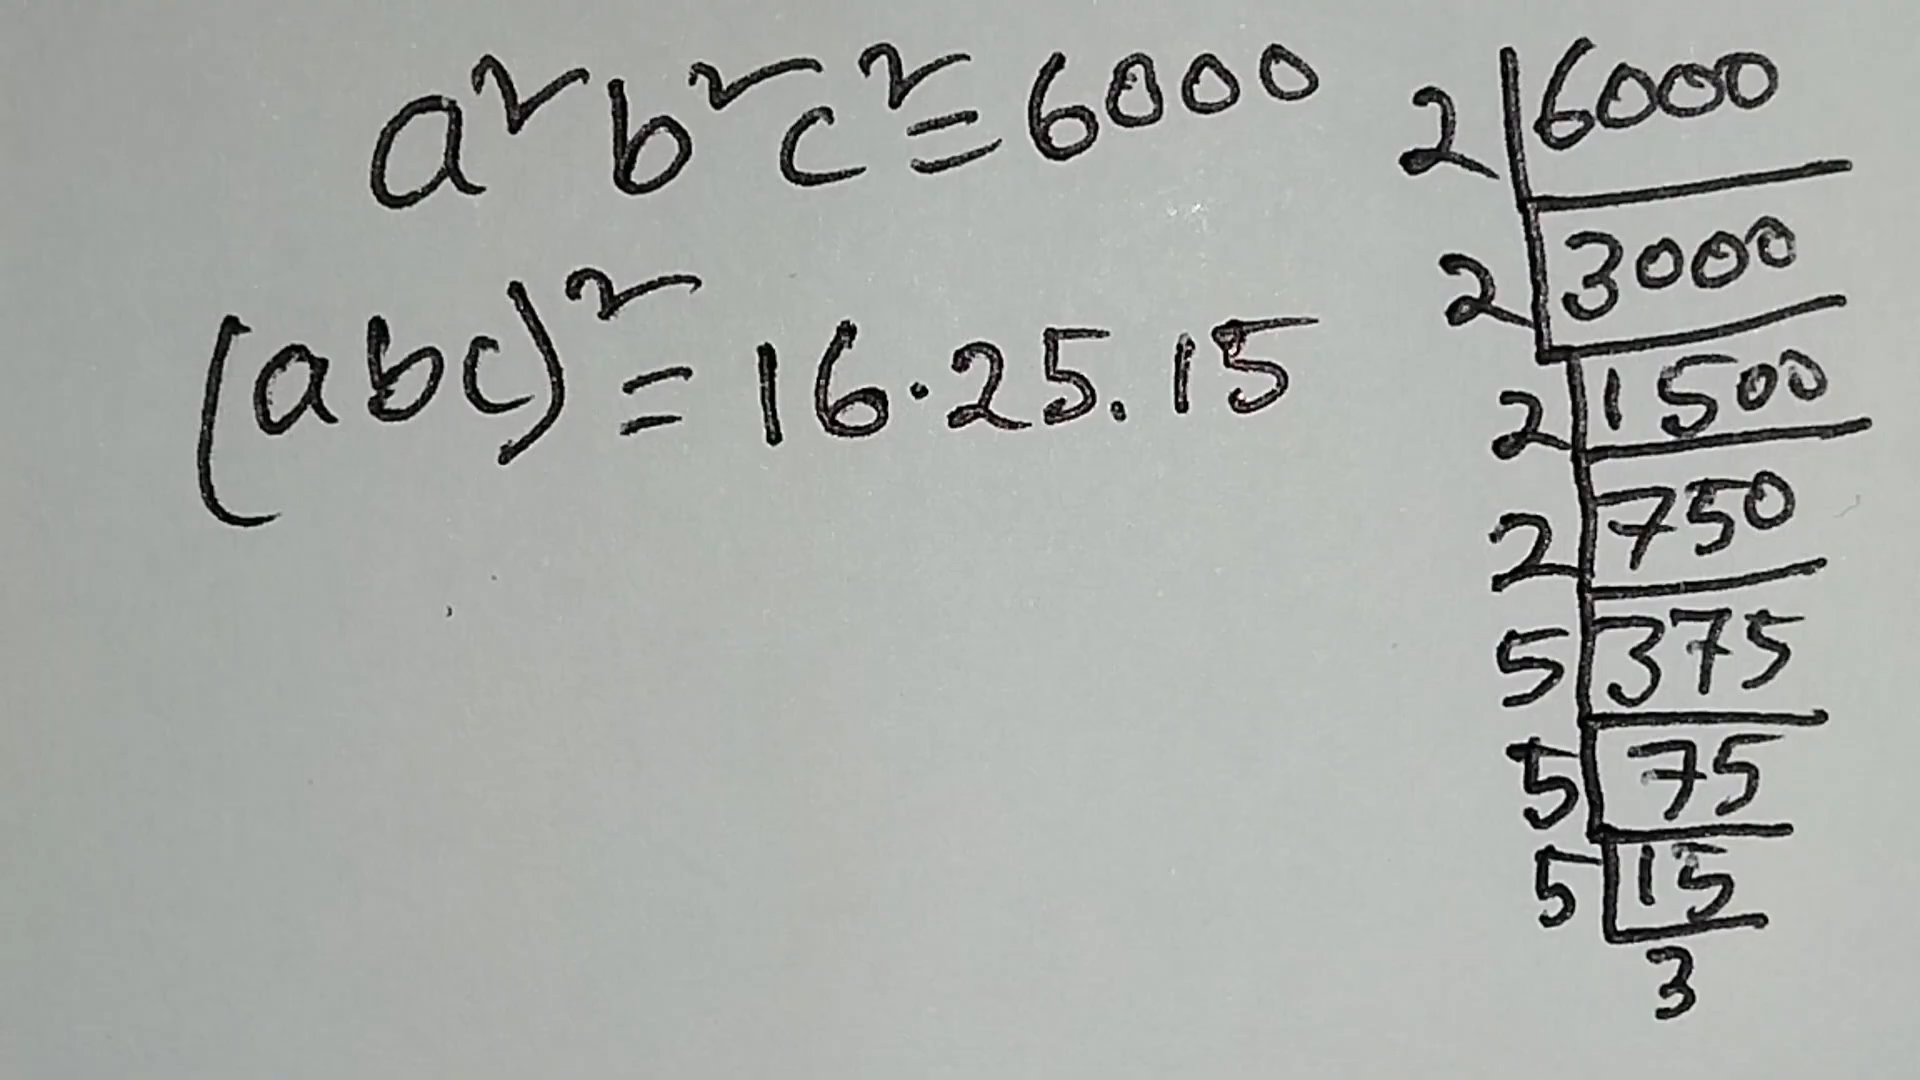 a²b²c² = 6000
(abc)² = 16·25.15
2 | 6000
2 | 3000
2 | 1500
2 | 750
5 | 375
5 | 75
5 | 15
3